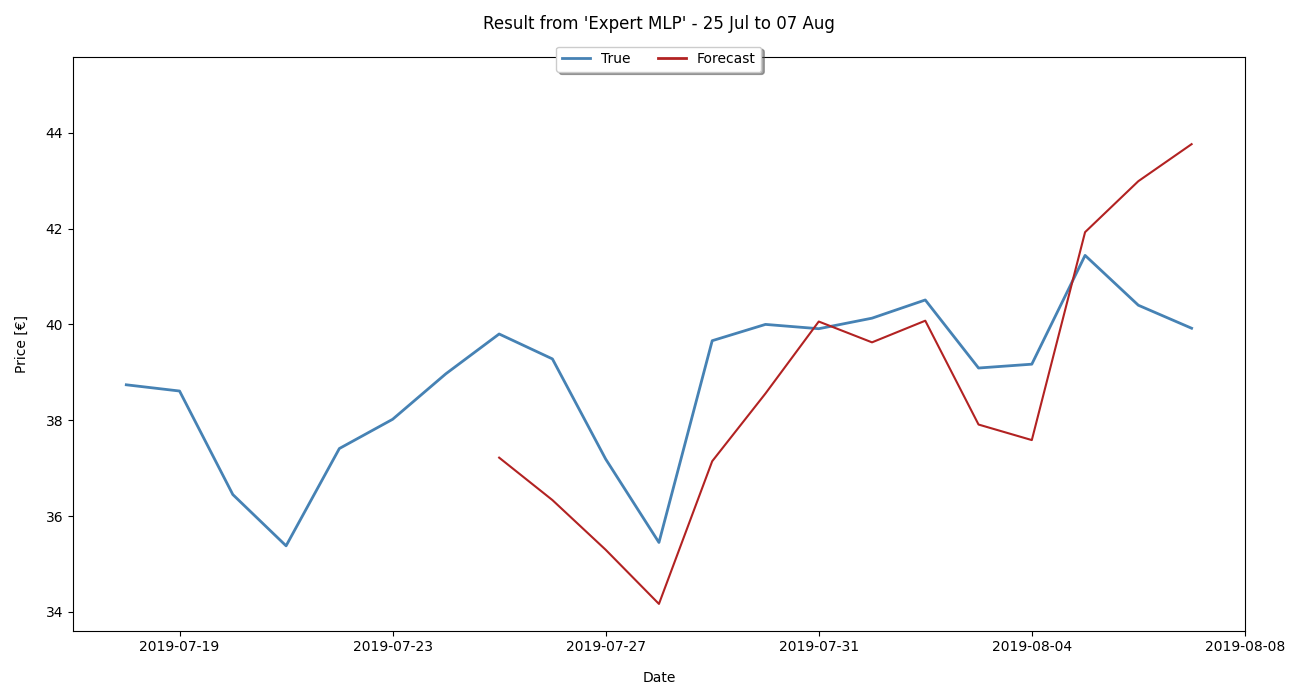 Result from 'Expert MLP' - 25 Jul to 07 Aug
True Forecast
44
42
40
38
36
34
Price [€]
2019-07-19 2019-07-23 2019-07-27 2019-07-31 2019-08-04 2019-08-08
Date